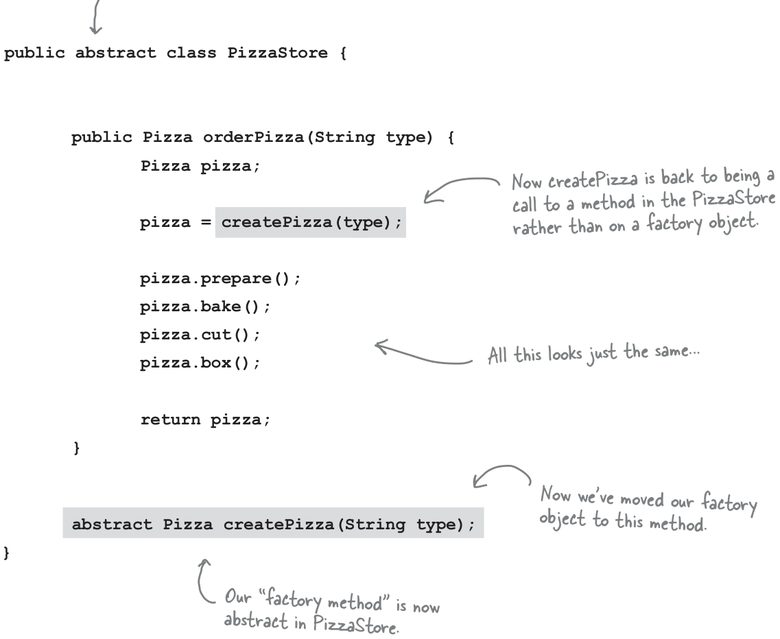 public abstract class PizzaStore {
public Pizza orderPizza(String type) {
Pizza pizza;
Now createPizza is back to being a
call to a method in the PizzaStore
rather than on a factory object.
pizza = createPizza(type);
pizza.prepare();
pizza.bake();
pizza.cut();
pizza.box();
All this looks just the same...
return pizza;
}
Now we've moved our factory
object to this method.
abstract Pizza createPizza(String type);
}
Our "factory method" is now
abstract in PizzaStore.